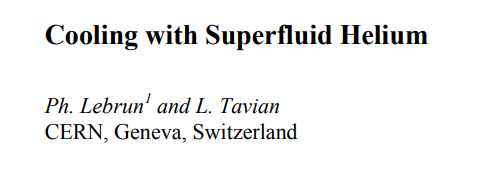 Cooling with Superfluid Helium
Ph. Lebrun¹ and L. Tavian
CERN, Geneva, Switzerland